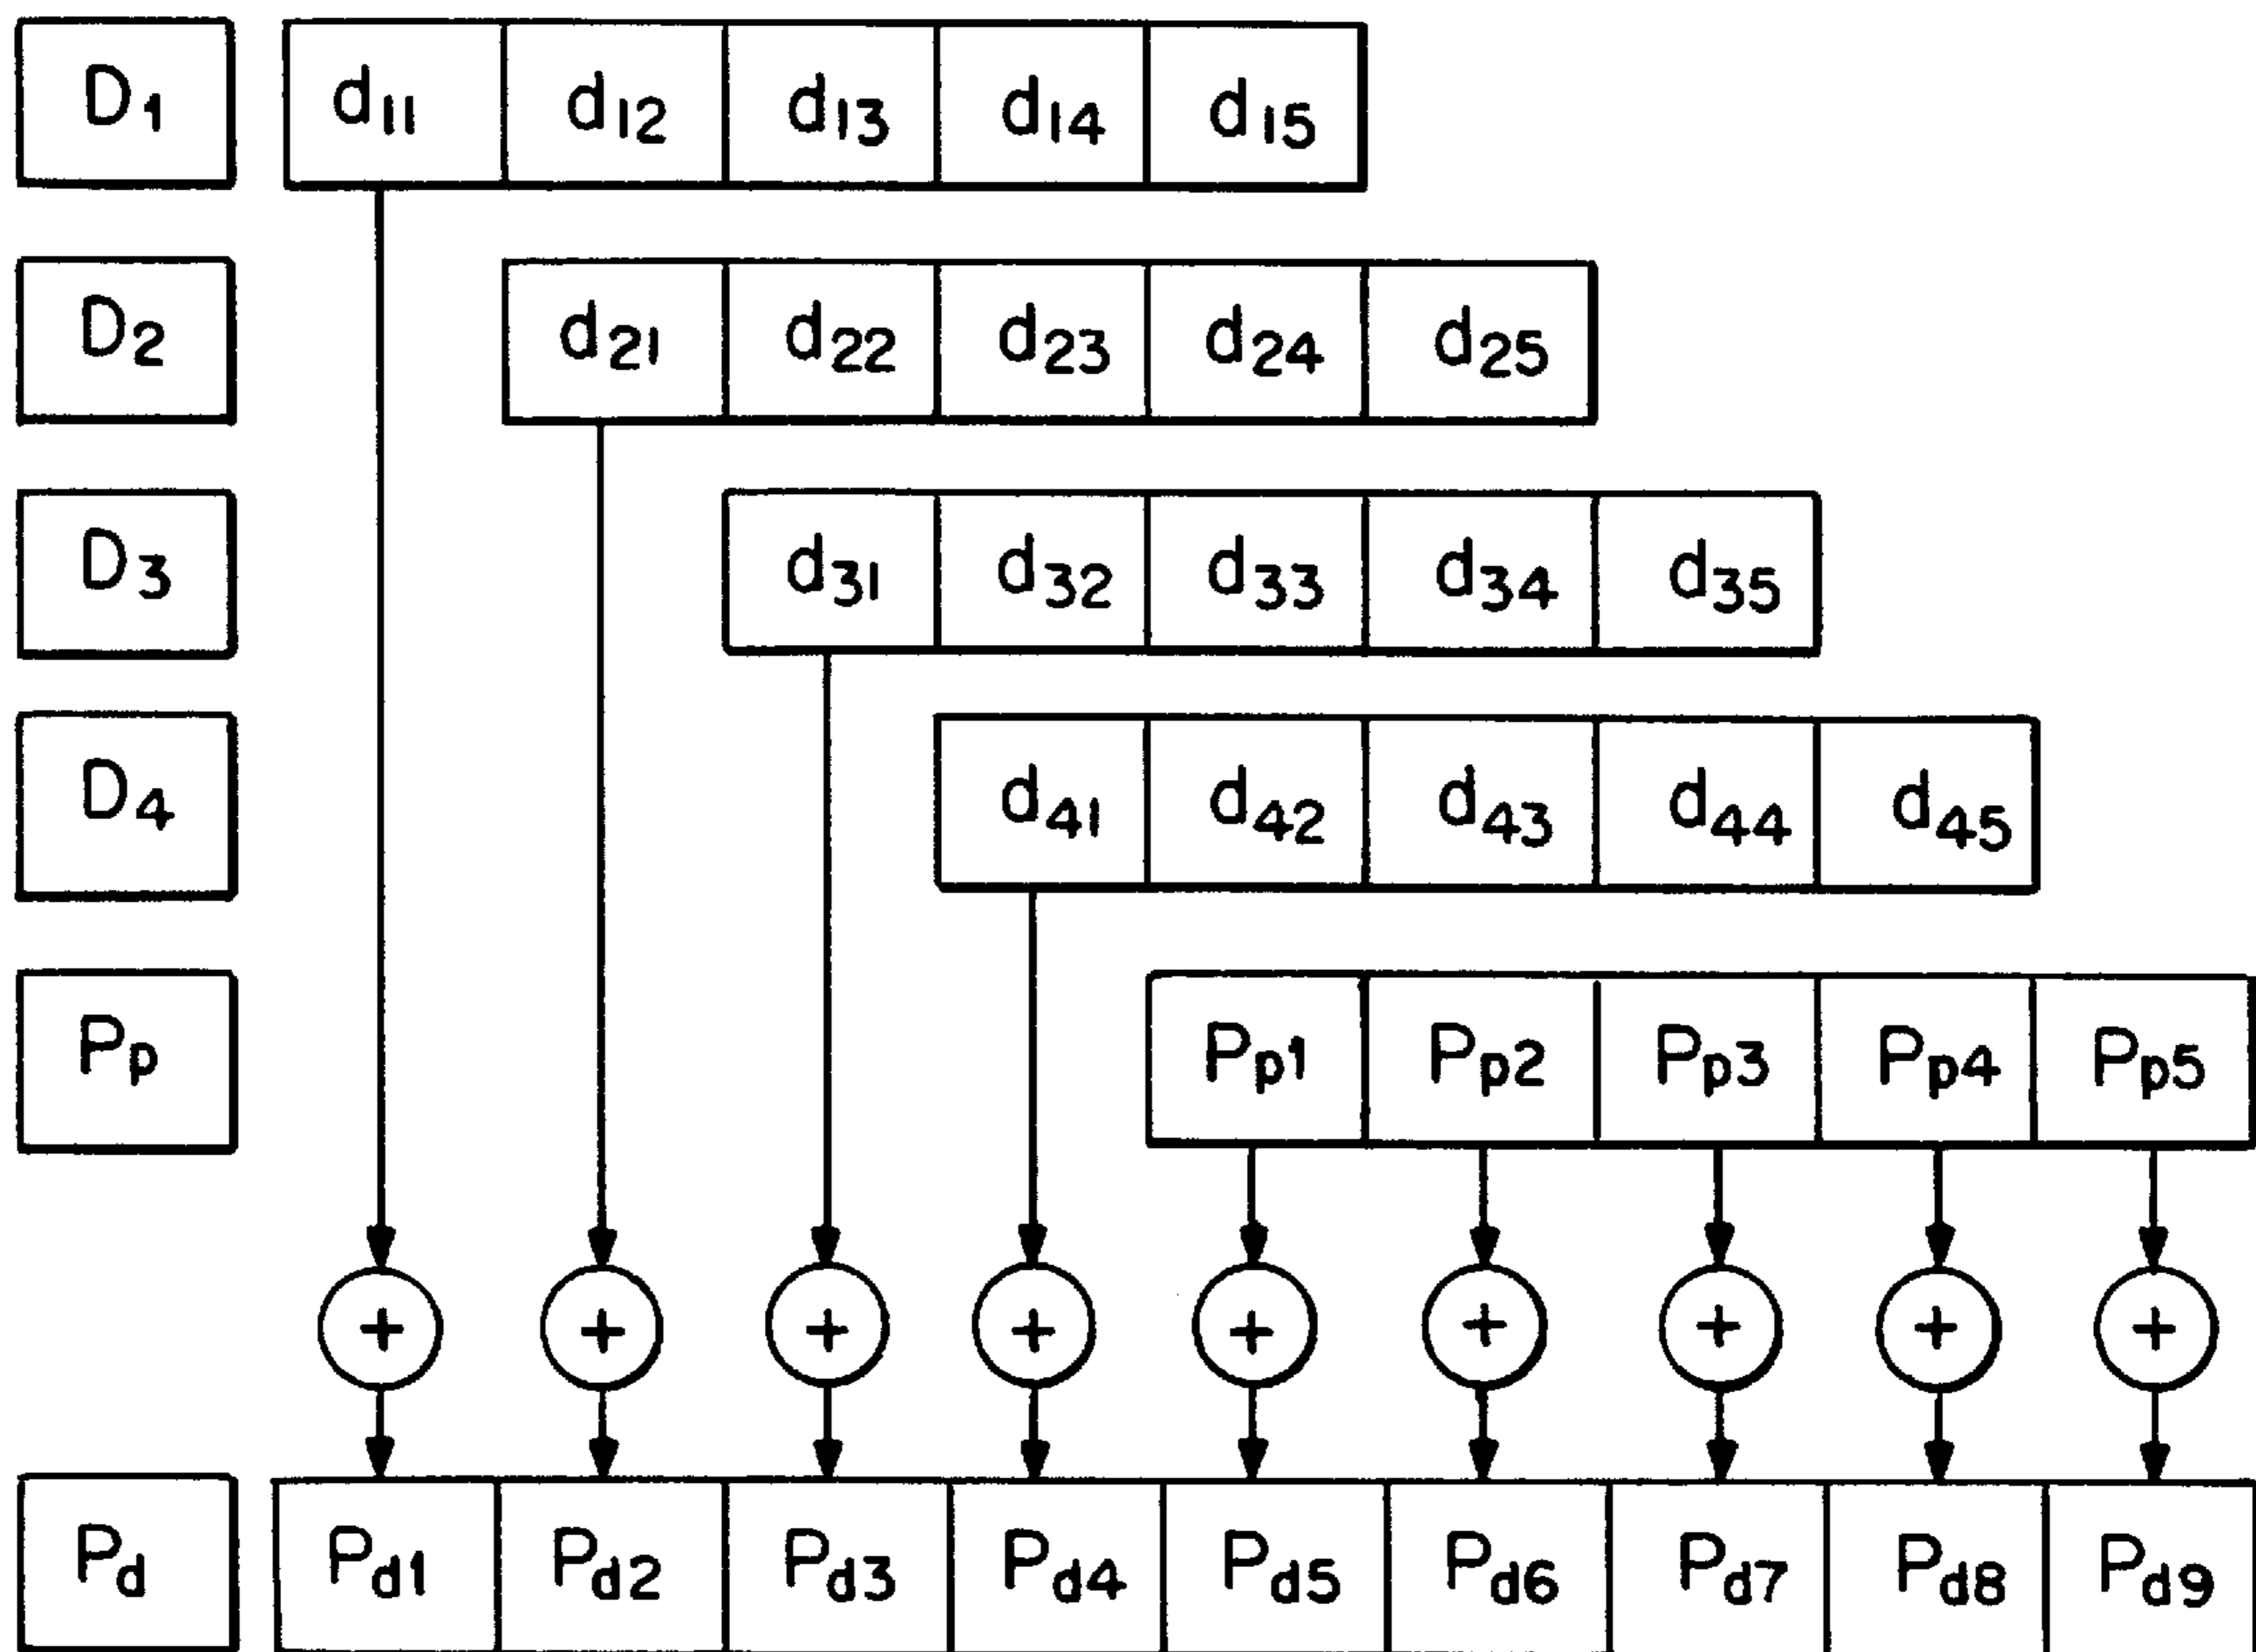 D1 d11 d12 d13 d14 d15
D2 d21 d22 d23 d24 d25
D3 d31 d32 d33 d34 d35
D4 d41 d42 d43 d44 d45
Pp Pp1 Pp2 Pp3 Pp4 Pp5
+ + + + + + + + +
Pd Pd1 Pd2 Pd3 Pd4 Pd5 Pd6 Pd7 Pd8 Pd9